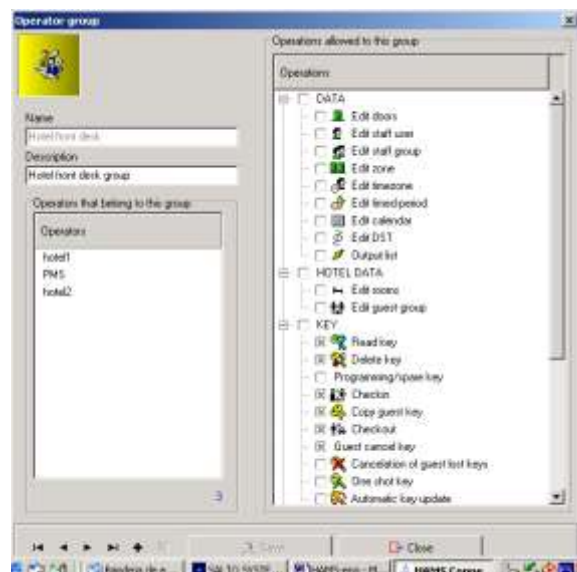 Operator-group
Name
Hotel front desk
Description
Hotel front desk group
Operators that belong to this group
Operators
hotel1
PMS
hotel2
3
Operations allowed to this group
Operations
DATA
Edit doors
Edit staff user
Edit staff group
Edit zone
Edit timezone
Edit timed period
Edit calendar
Edit DST
Output list
HOTEL DATA
Edit rooms
Edit guest group
KEY
Read key
Delete key
Programming/spare key
Checkin
Copy guest key
Checkout
Guest cancel key
Cancelation of guest lost keys
One shot key
Automatic key update
Save
Close